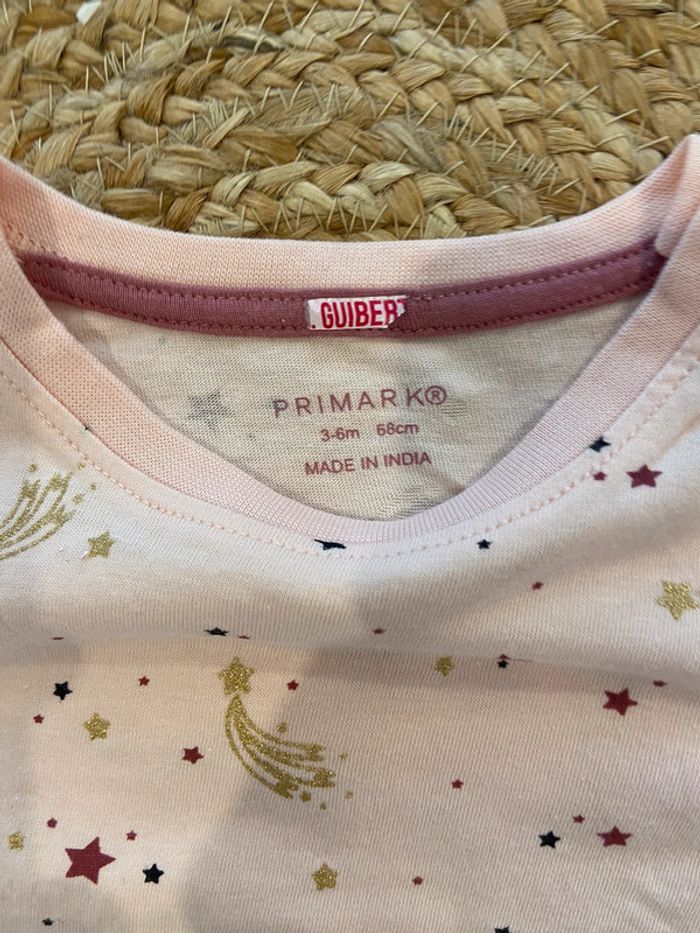 . GUIBERT
PRIMARK®
3-6m 68cm
MADE IN INDIA